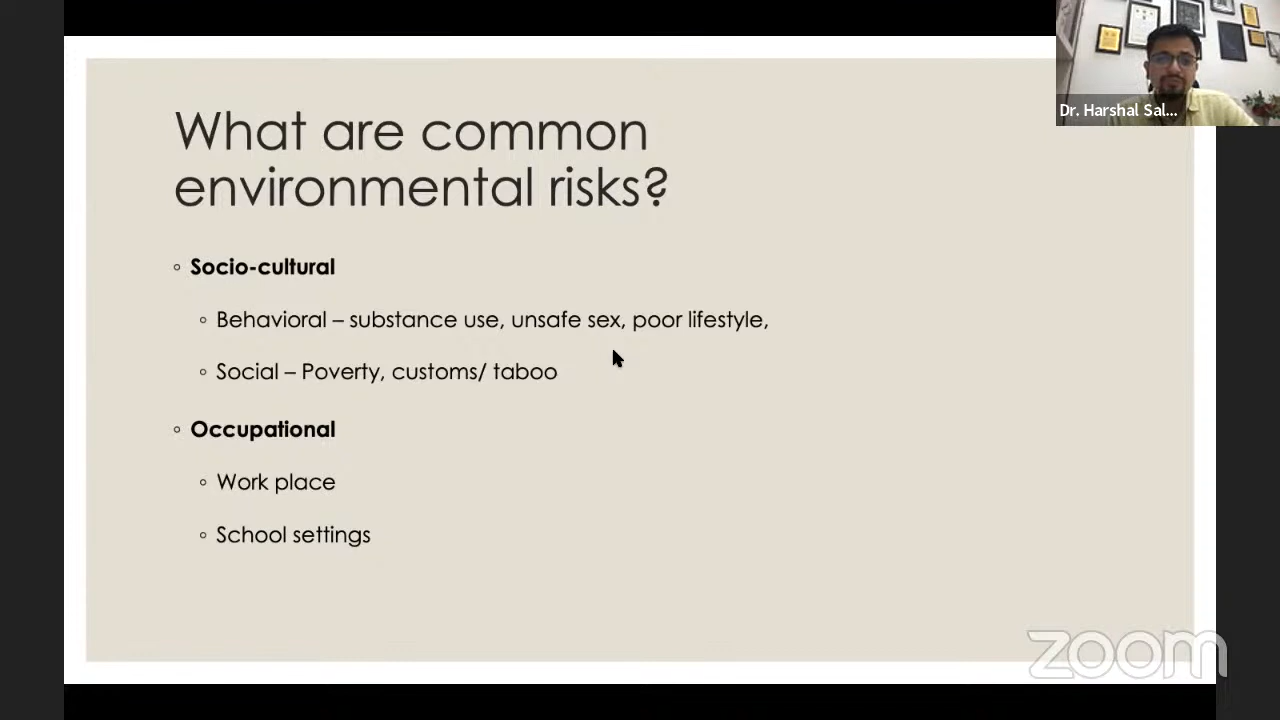 What are common
environmental risks?
◦ Socio-cultural
◦ Behavioral – substance use, unsafe sex, poor lifestyle,
◦ Social – Poverty, customs/ taboo
◦ Occupational
◦ Work place
◦ School settings
Dr. Harshal Sal...
zoom